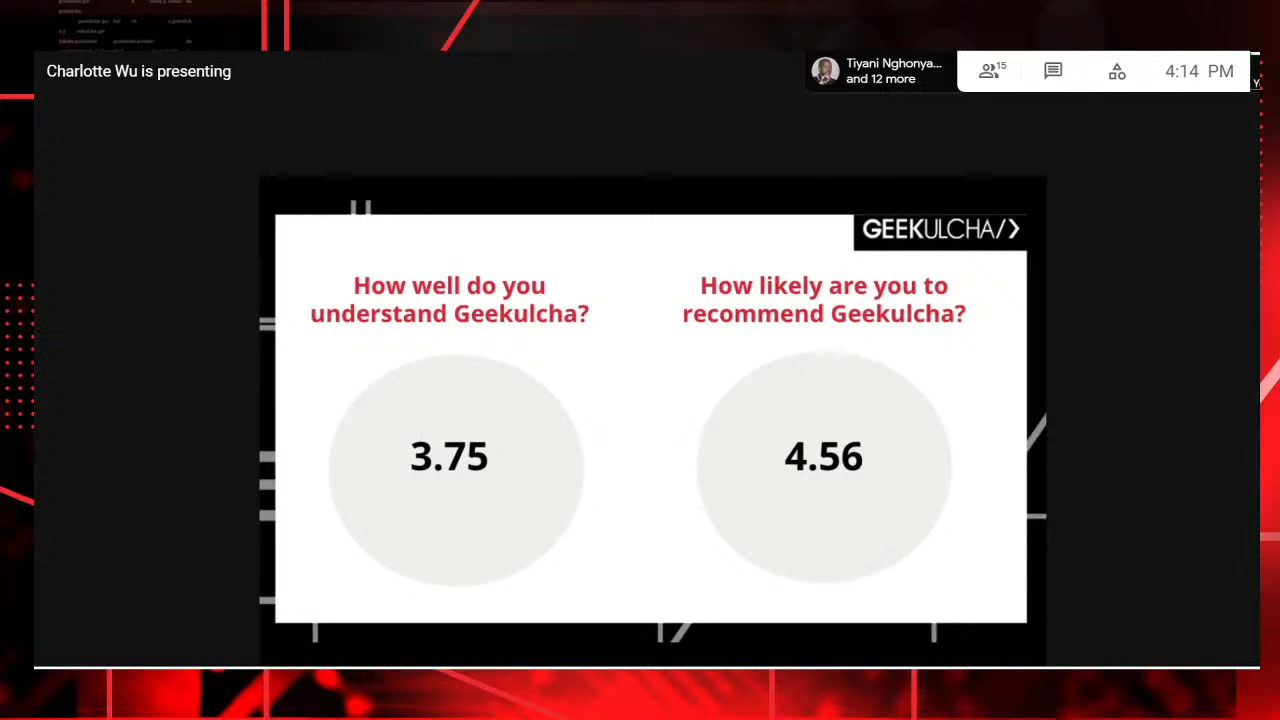 Charlotte Wu is presenting
Tiyani Nghonya...
and 12 more
15
4:14 PM
GEEKULCHA/>
How well do you
understand Geekulcha?
How likely are you to
recommend Geekulcha?
3.75
4.56